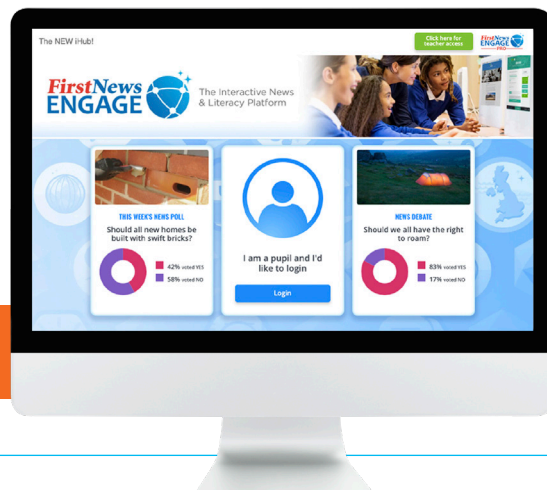 The NEW iHub!
Click here for
teacher access
FirstNews
ENGAGE
PRO
FirstNews
ENGAGE
The Interactive News
& Literacy Platform
THIS WEEK'S NEWS POLL
Should all new homes be
built with swift bricks?
42% voted YES
58% voted NO
I am a pupil and I'd
like to login
Login
NEWS DEBATE
Should we all have the right
to roam?
83% voted YES
17% voted NO